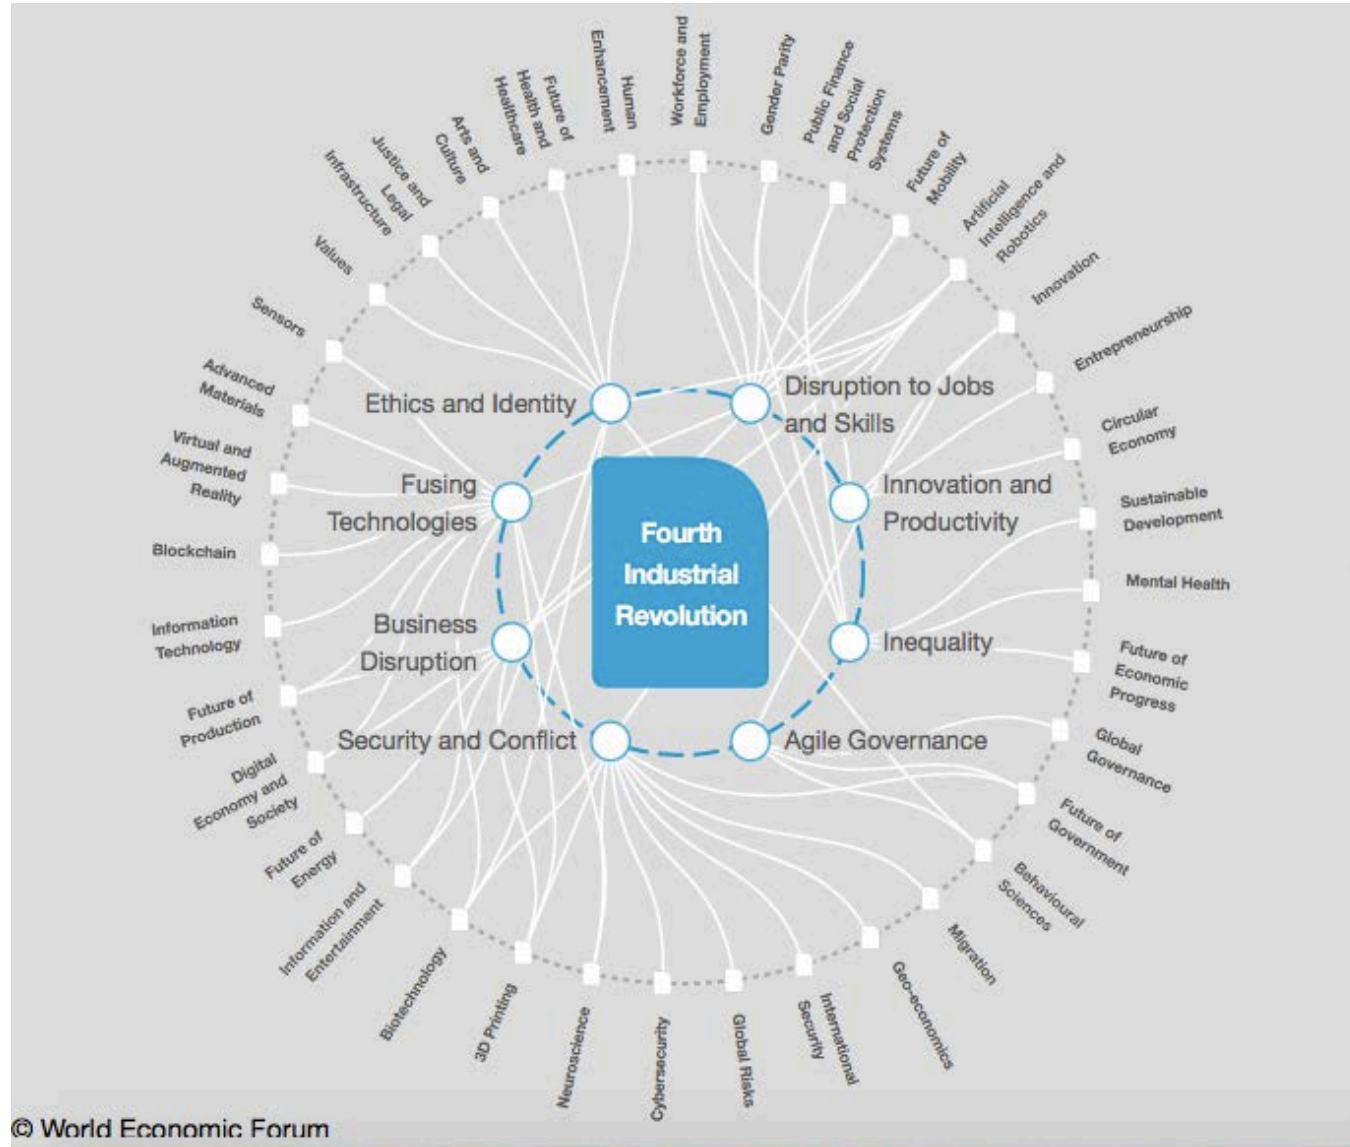 Workforce and
Employment
Gender Parity
Public Finance
and Social
Protection
Systems
Future of
Mobility
Artificial
Intelligence and
Robotics
Innovation
Entrepreneurship
Circular
Economy
Sustainable
Development
Mental Health
Future of
Economic
Progress
Global
Governance
Future of
Government
Behavioural
Sciences
Migration
Geo-economics
International
Security
Global Risks
Cybersecurity
Neuroscience
3D Printing
Biotechnology
Information and
Entertainment
Future of
Energy
Digital
Economy and
Society
Future of
Production
Information
Technology
Blockchain
Virtual and
Augmented
Reality
Advanced
Materials
Sensors
Values
Justice and
Legal
Infrastructure
Arts and
Culture
Future of
Health and
Healthcare
Human
Enhancement
Ethics and Identity
Disruption to Jobs
and Skills
Fusing
Technologies
Innovation and
Productivity
Fourth
Industrial
Revolution
Business
Disruption
Inequality
Security and Conflict
Agile Governance
© World Economic Forum